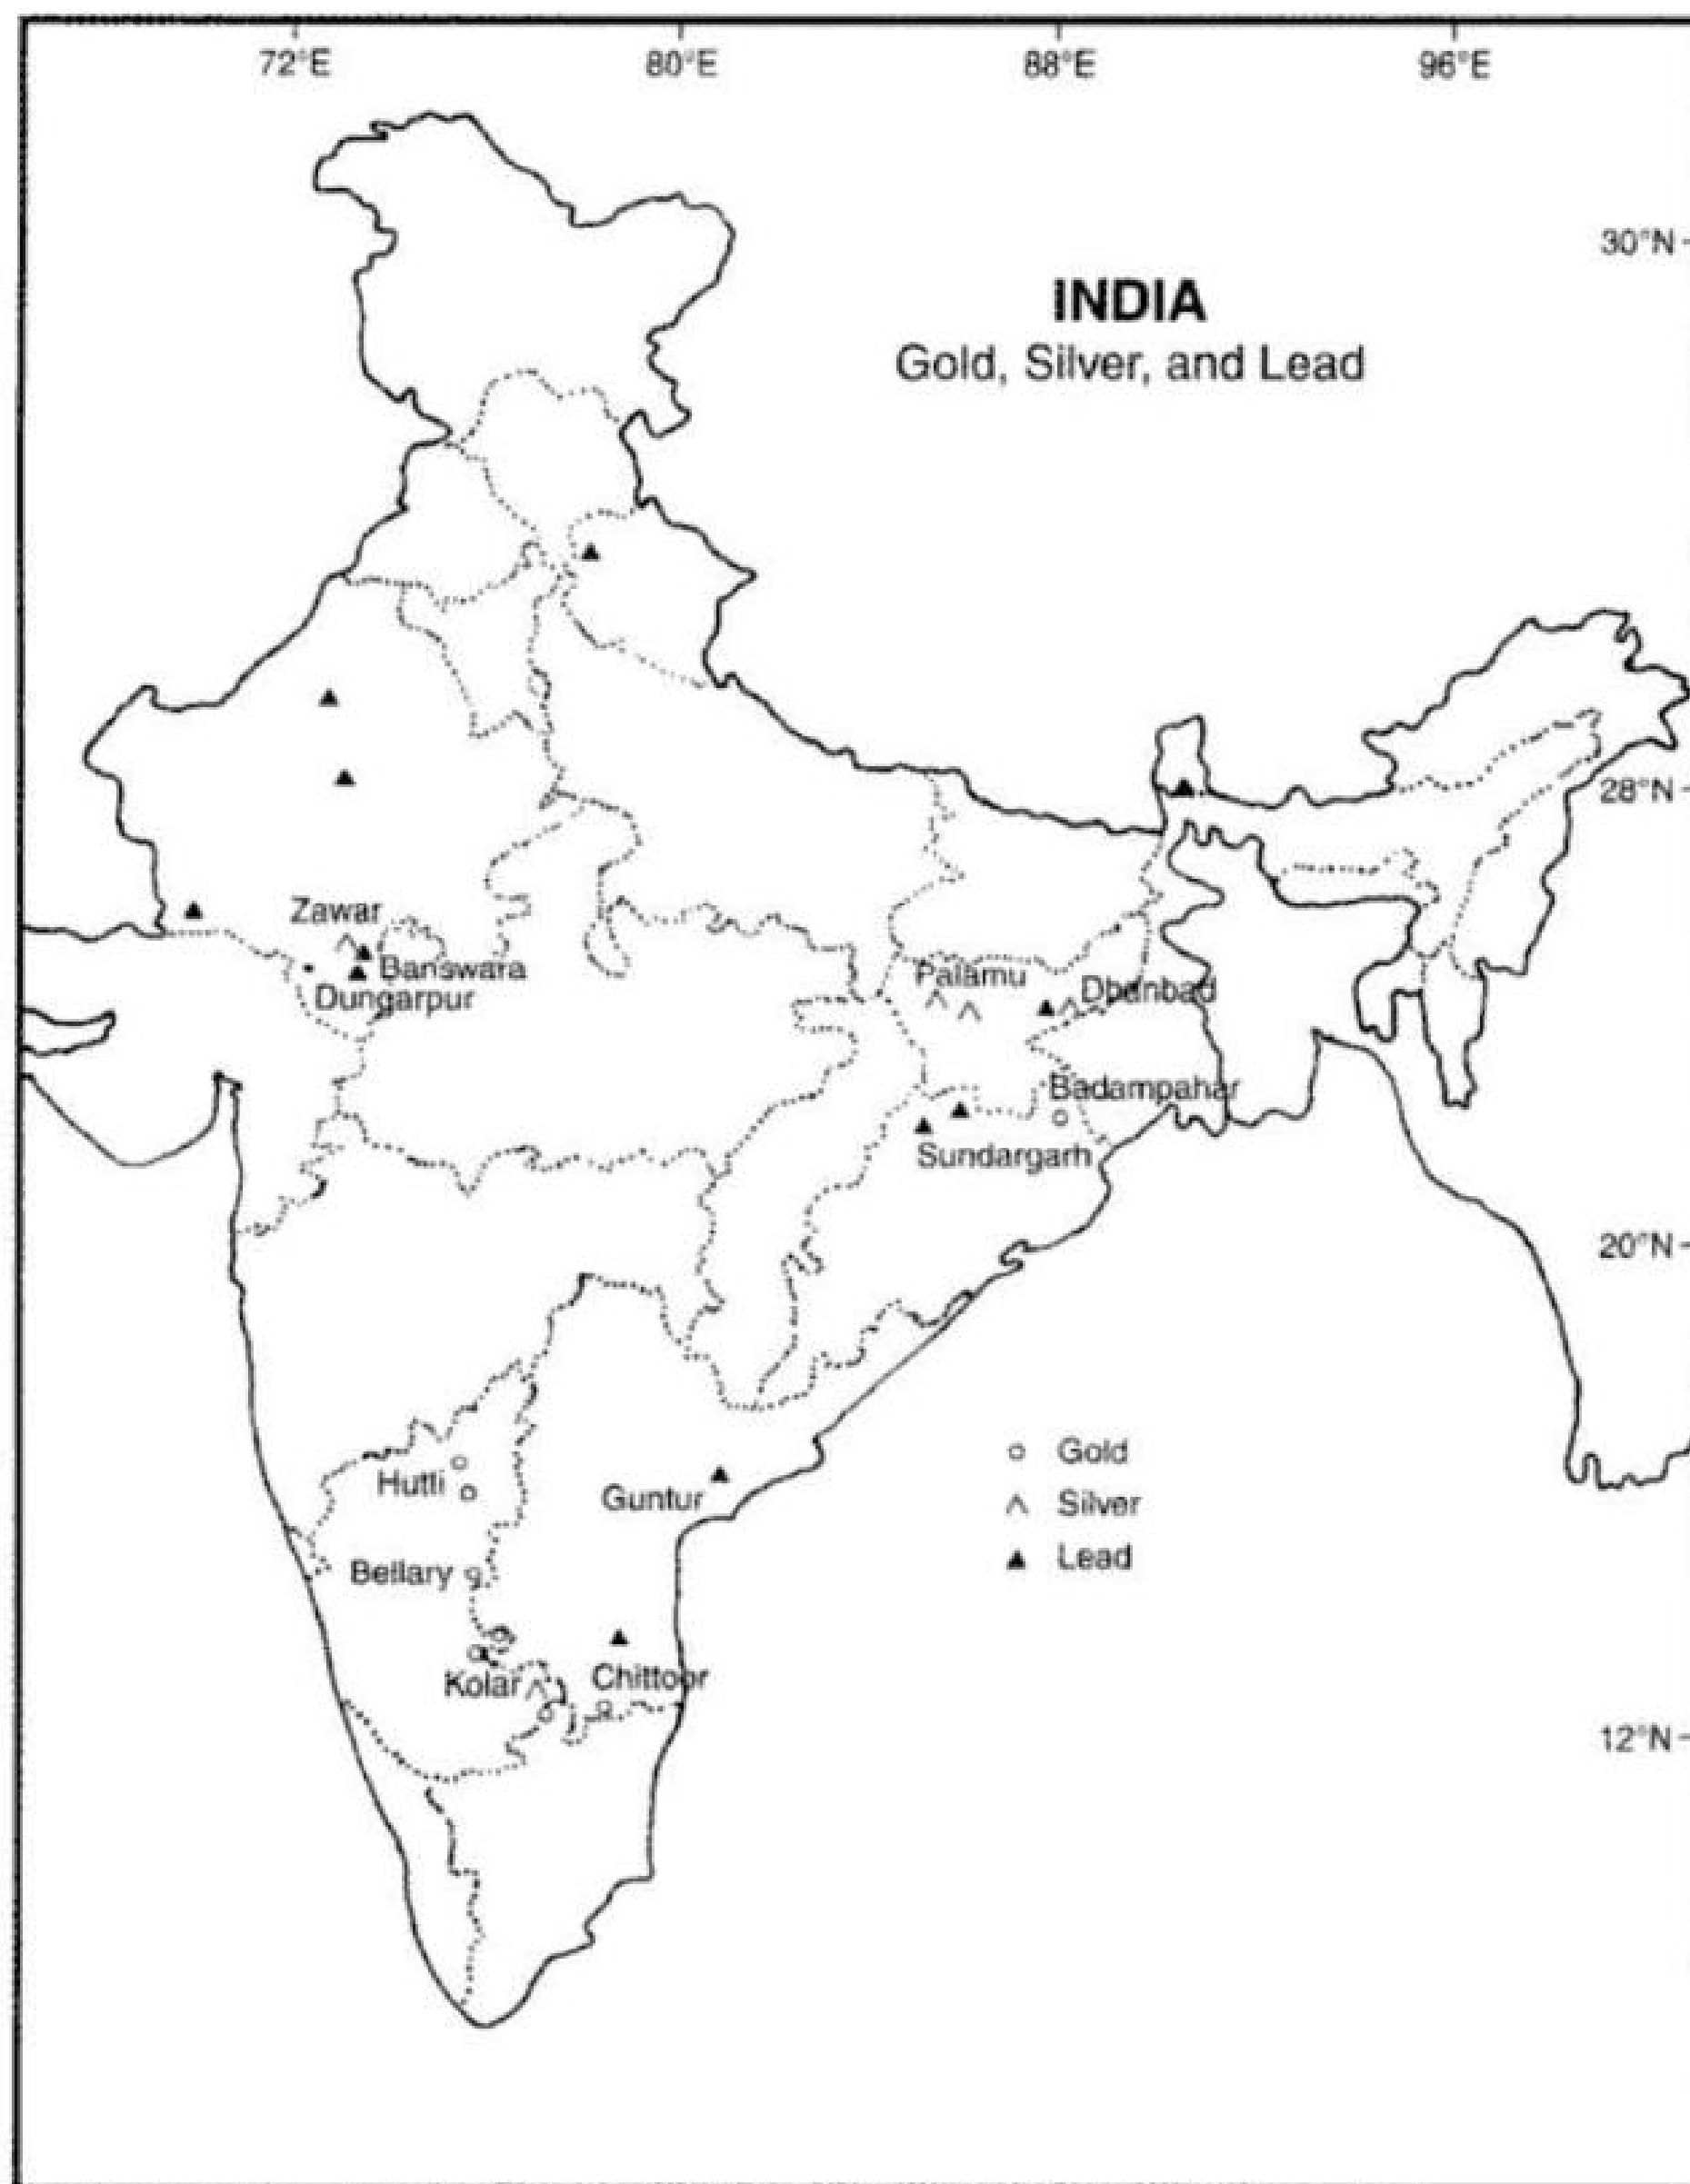 72°E
80°E
88°E
96°E
30°N
INDIA
Gold, Silver, and Lead
28°N
Zawar
Banswara
Dungarpur
Palamu
Dhanbad
Badampahar
Sundargarh
20°N
Hutti
Guntur
Gold
Silver
Lead
Bellary
Kolar
Chittoor
12°N